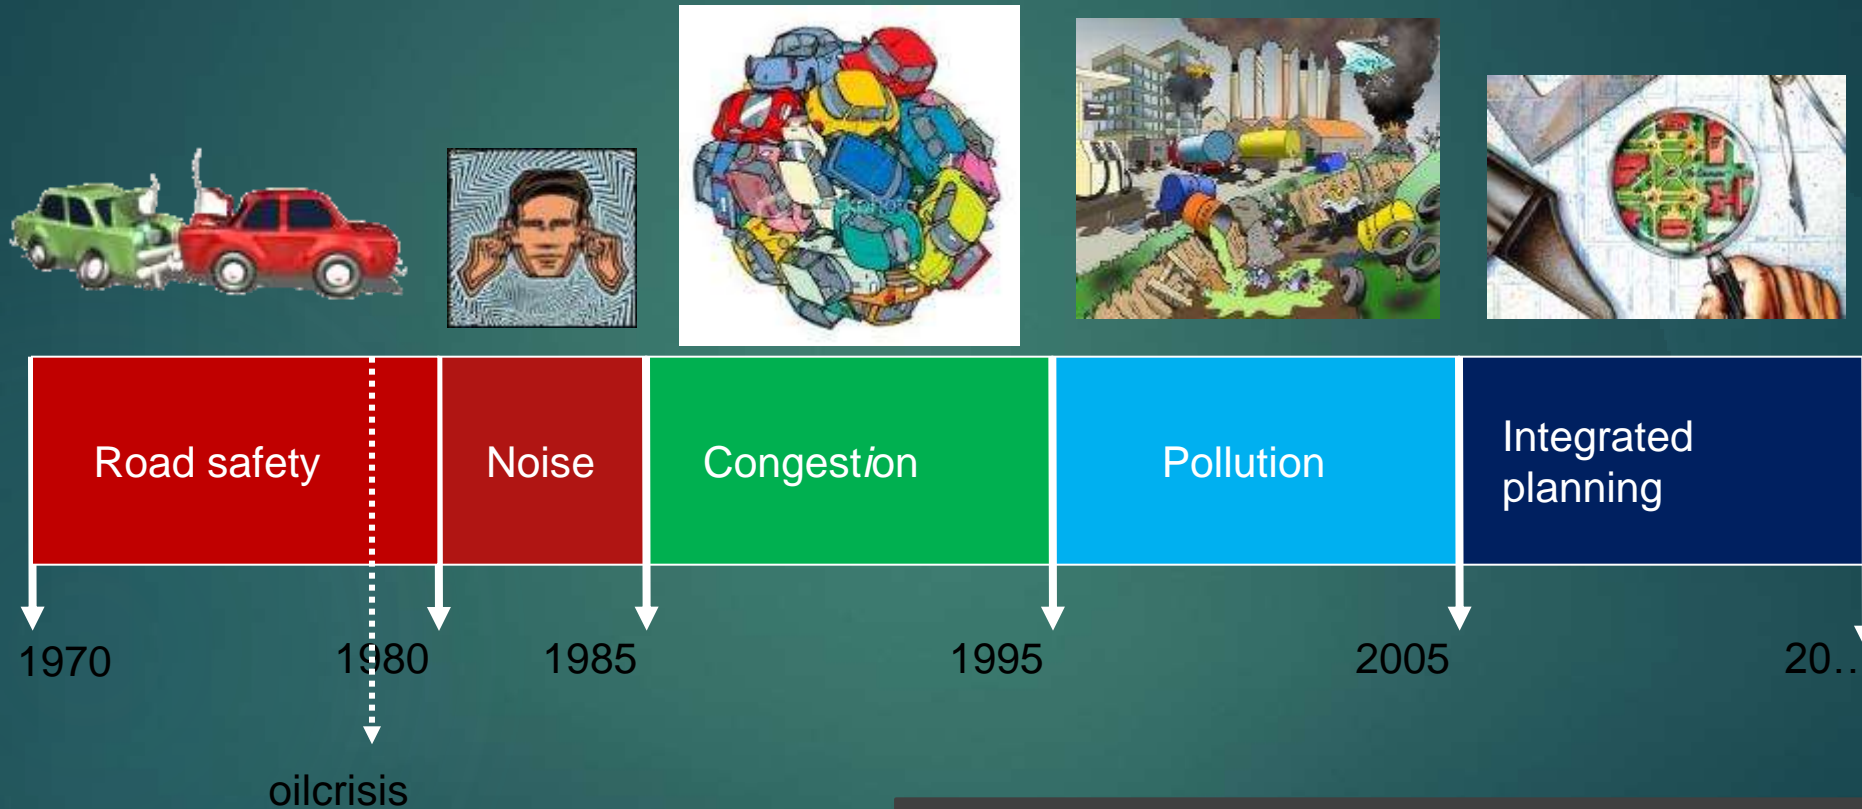 Road safety
Noise
Congestion
Pollution
Integrated
planning
1970
1980
1985
1995
2005
20..
oilcrisis